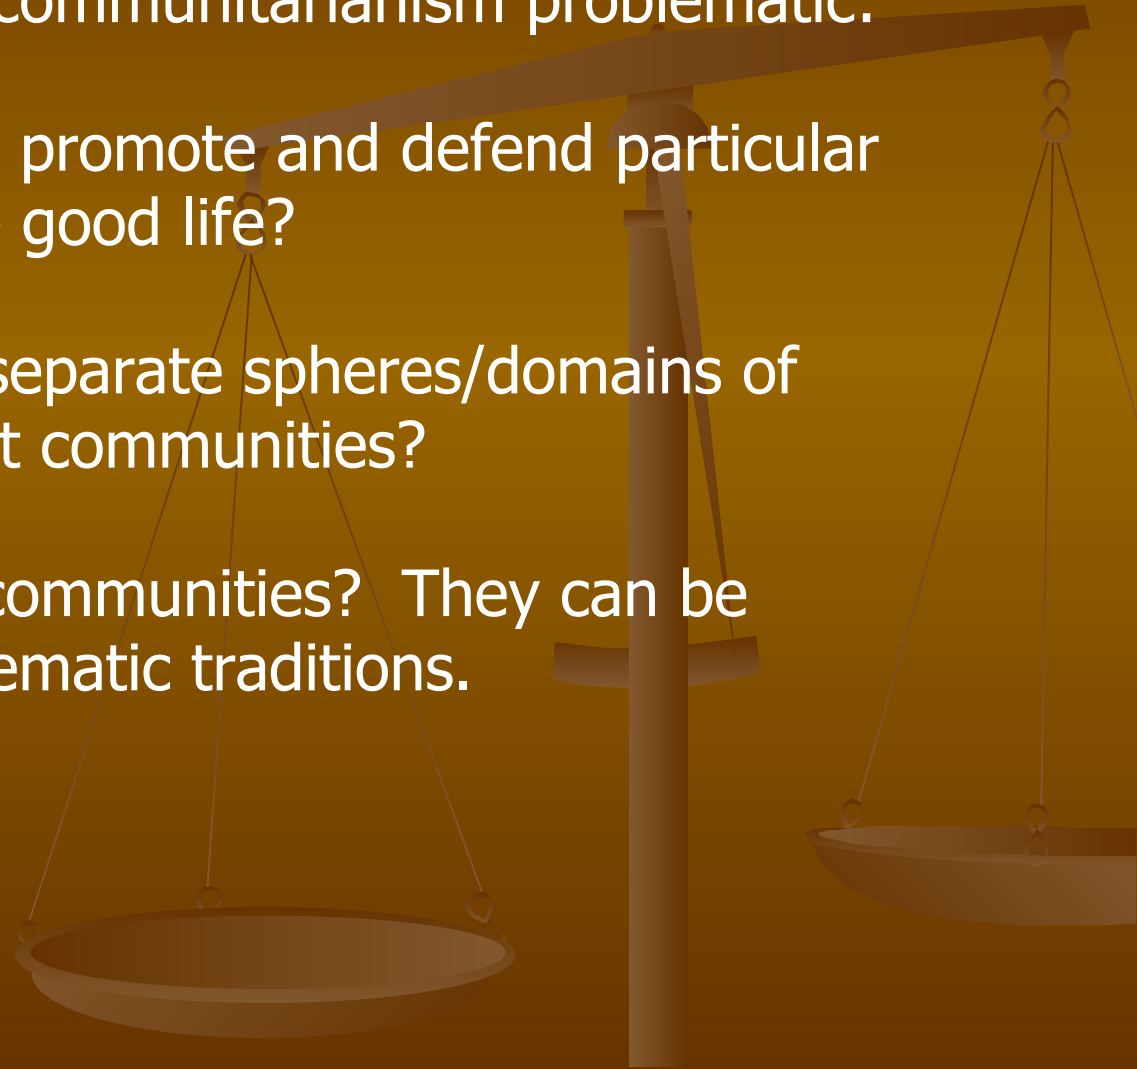 communitarianism problematic.
promote and defend particular
good life?
separate spheres/domains of
t communities?
communities? They can be
ematic traditions.